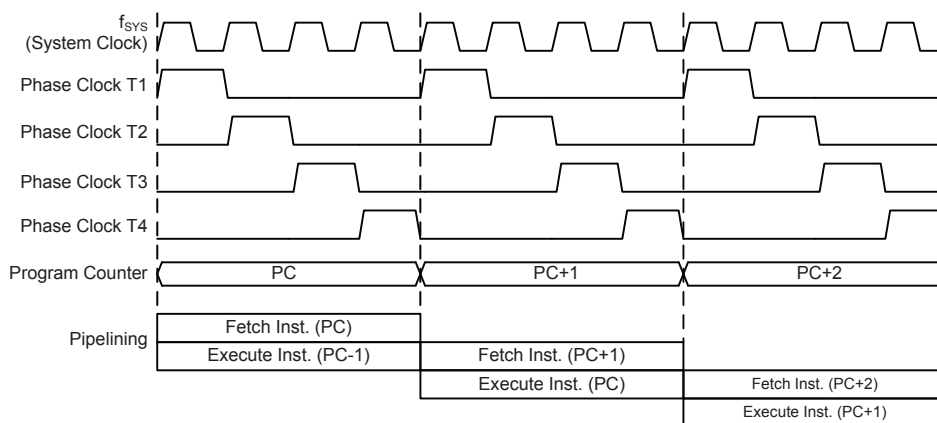 fSYS
(System Clock)
Phase Clock T1
Phase Clock T2
Phase Clock T3
Phase Clock T4
Program Counter PC PC+1 PC+2
Pipelining
Fetch Inst. (PC)
Execute Inst. (PC-1) Fetch Inst. (PC+1)
Execute Inst. (PC) Fetch Inst. (PC+2)
Execute Inst. (PC+1)